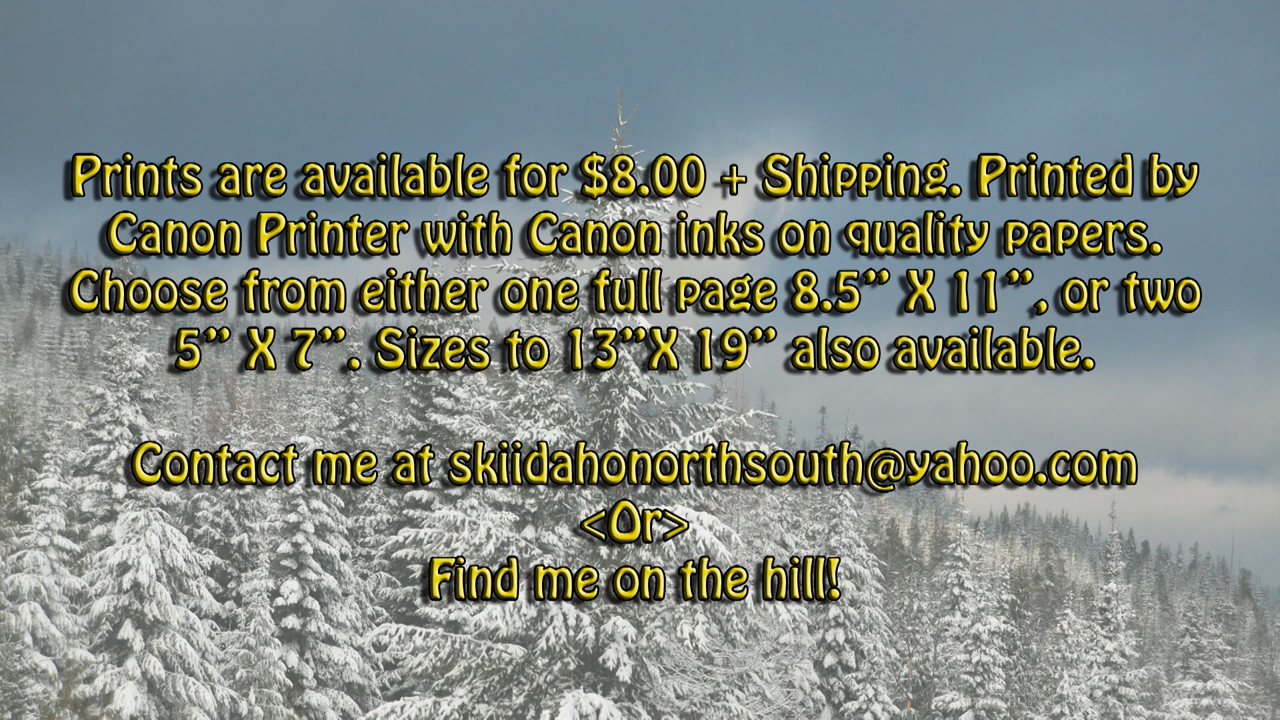 Prints are available for $8.00 + Shipping. Printed by
Canon Printer with Canon inks on quality papers.
Choose from either one full page 8.5” X 11”, or two
5” X 7”. Sizes to 13”X 19” also available.
Contact me at skiidahonorthsouth@yahoo.com
<Or>
Find me on the hill!